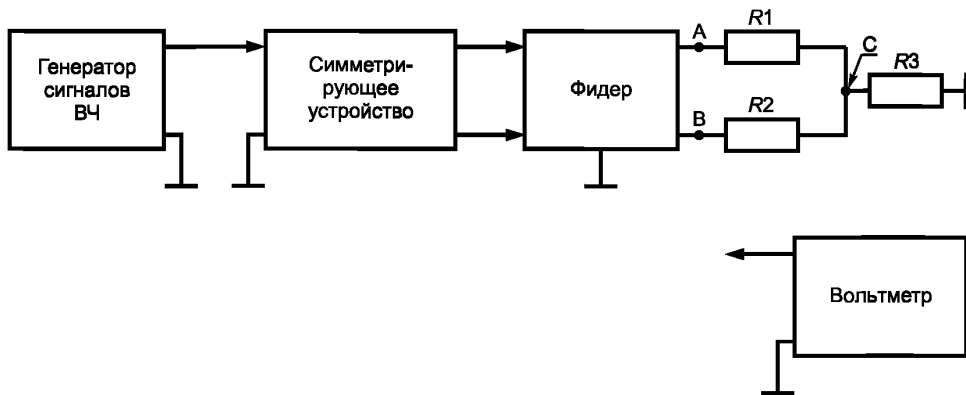 Генератор
сигналов
ВЧ
Симметри-
рующее
устройство
Фидер
A
B
R1
R2
C
R3
Вольтметр